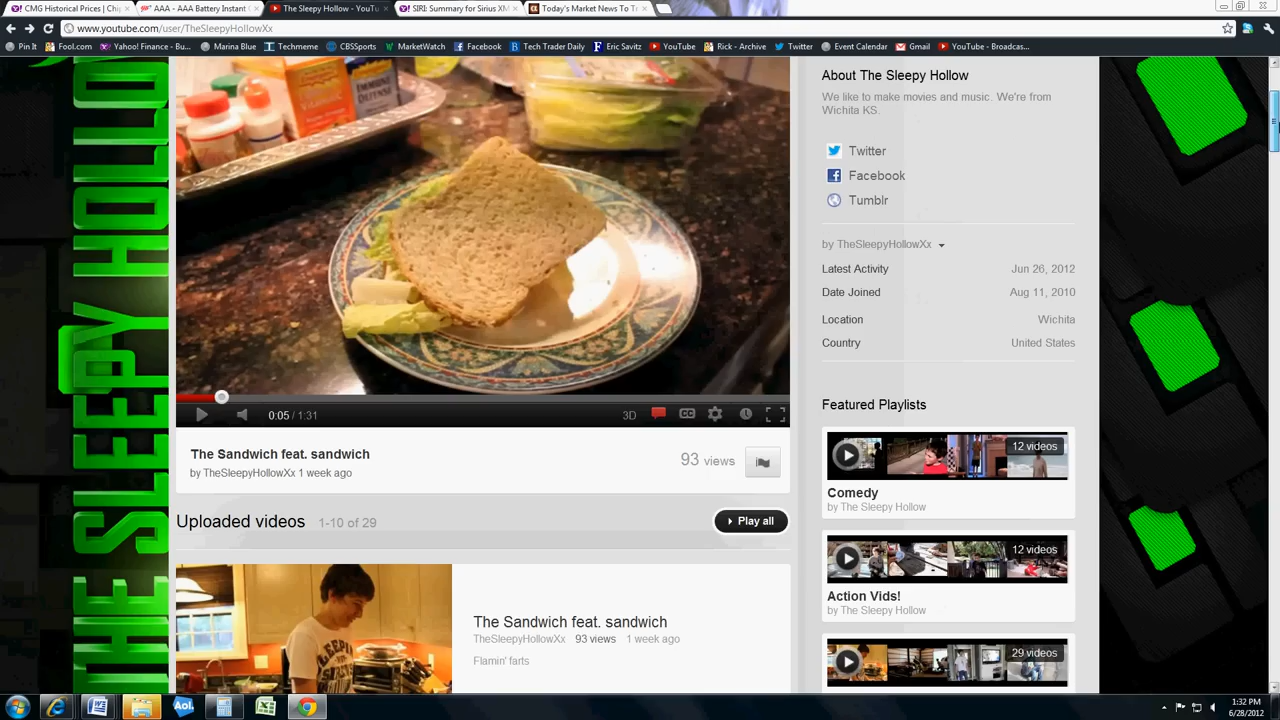 CMG Historical Prices | Chip
AAA - AAA Battery Instant C
The Sleepy Hollow - YouTu
SIRI: Summary for Sirius XM
Today's Market News To Tr
www.youtube.com/user/TheSleepyHollowXx
Pin It
Fool.com
Yahoo! Finance - Bu...
Marina Blue
Techmeme
CBSSports
MarketWatch
Facebook
Tech Trader Daily
Eric Savitz
YouTube
Rick - Archive
Twitter
Event Calendar
Gmail
YouTube - Broadcas...
THE SLEEPY HOLLO
IMMUNE
DEFENSE
About The Sleepy Hollow
We like to make movies and music. We're from
Wichita KS.
Twitter
Facebook
Tumblr
by TheSleepyHollowXx
Latest Activity Jun 26, 2012
Date Joined Aug 11, 2010
Location Wichita
Country United States
0:05 / 1:31
3D
CC
The Sandwich feat. sandwich
by TheSleepyHollowXx 1 week ago
93 views
Uploaded videos 1-10 of 29
Play all
The Sandwich feat. sandwich
TheSleepyHollowXx 93 views 1 week ago
Flamin' farts
Featured Playlists
12 videos
Comedy
by The Sleepy Hollow
12 videos
Action Vids!
by The Sleepy Hollow
29 videos
Aol.
1:32 PM
6/28/2012